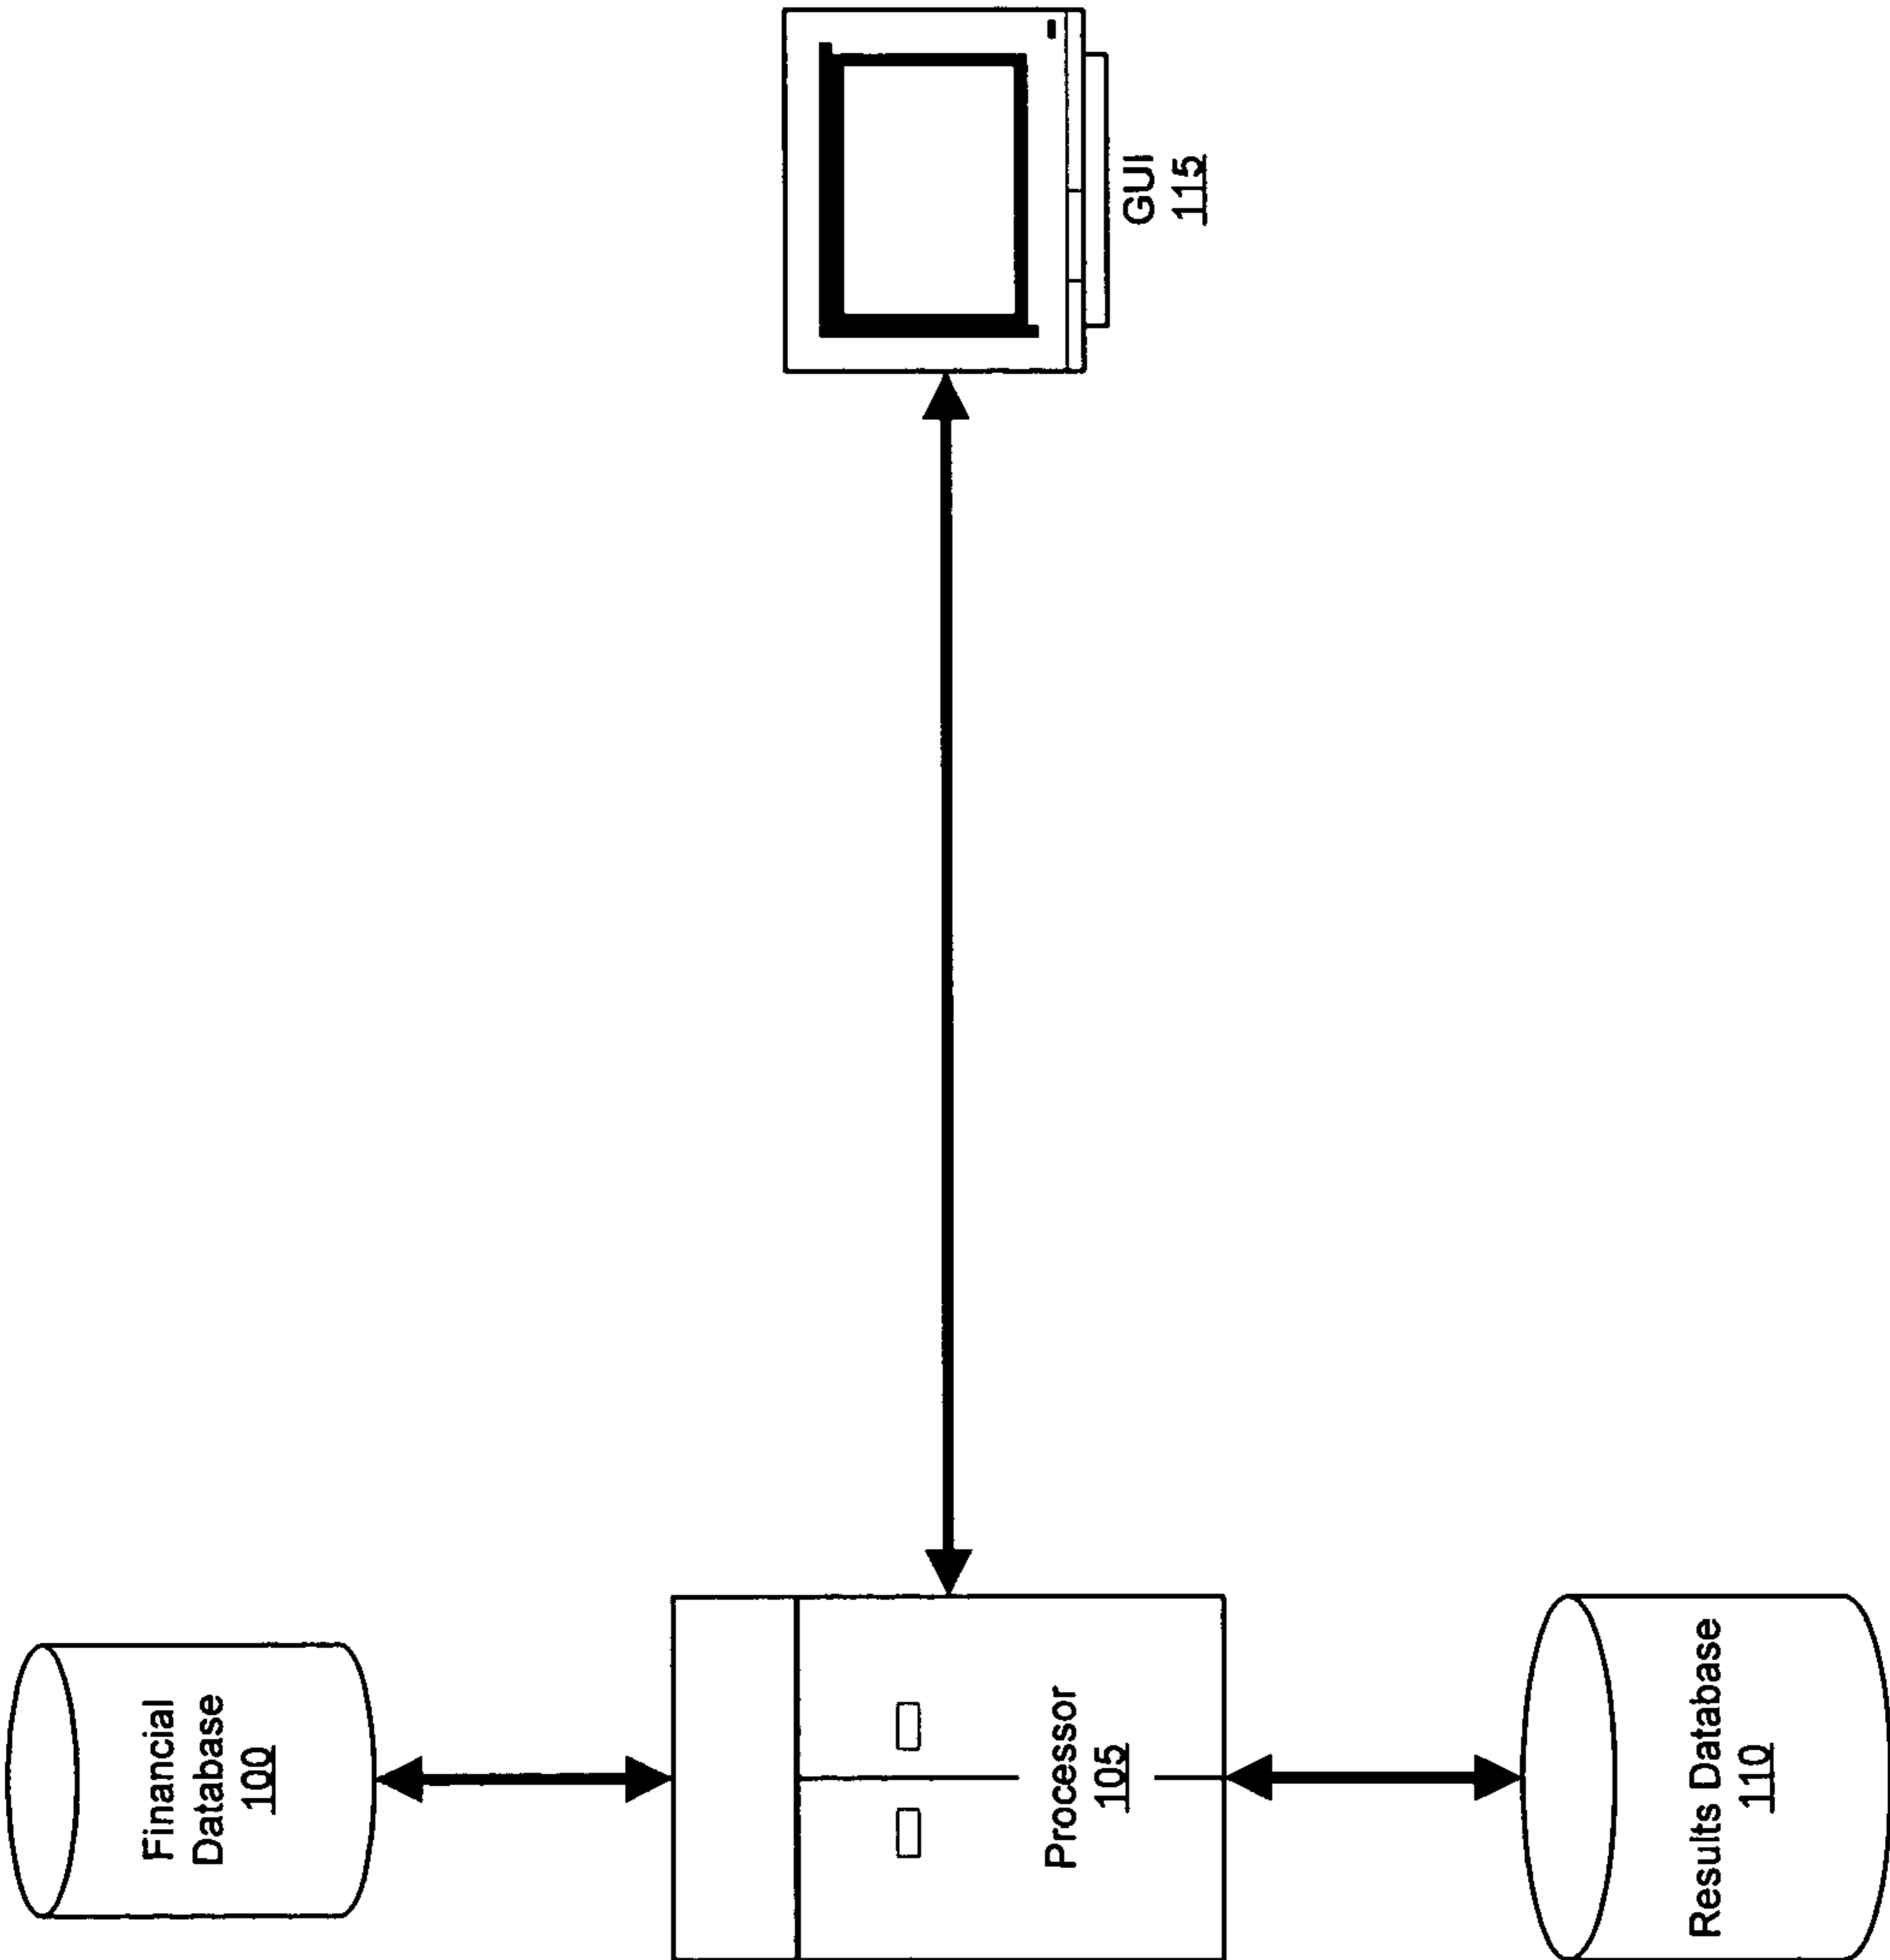 Financial
Database
100
Processor
105
Results Database
110
GUI
115